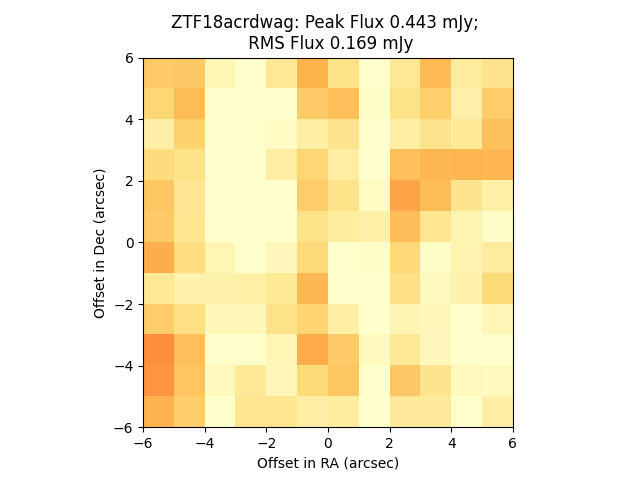 ZTF18acrdwag: Peak Flux 0.443 mJy;
RMS Flux 0.169 mJy
6
4
2
0
−2
−4
−6
Offset in Dec (arcsec)
−6 −4 −2 0 2 4 6
Offset in RA (arcsec)